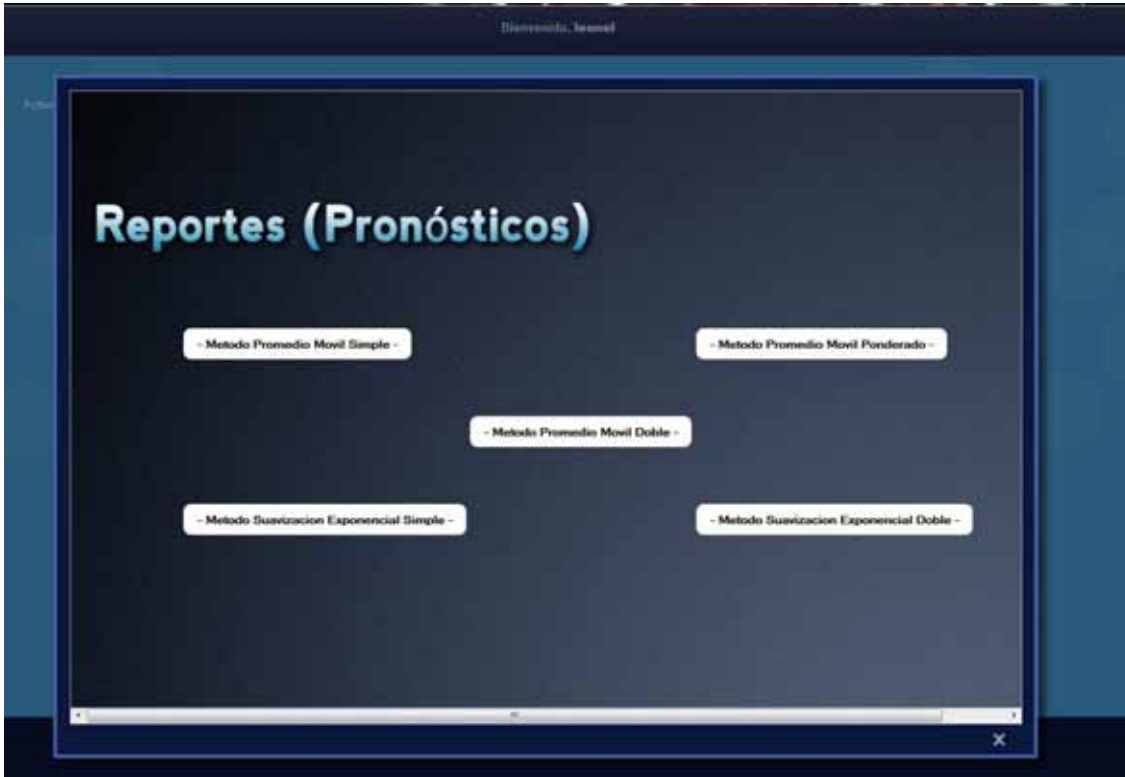 Bienvenido,
Reportes (Pronósticos)
- Metodo Promedio Movil Simple -
- Metodo Promedio Movil Ponderado -
- Metodo Promedio Movil Doble -
- Metodo Suavizacion Exponencial Simple -
- Metodo Suavizacion Exponencial Doble -